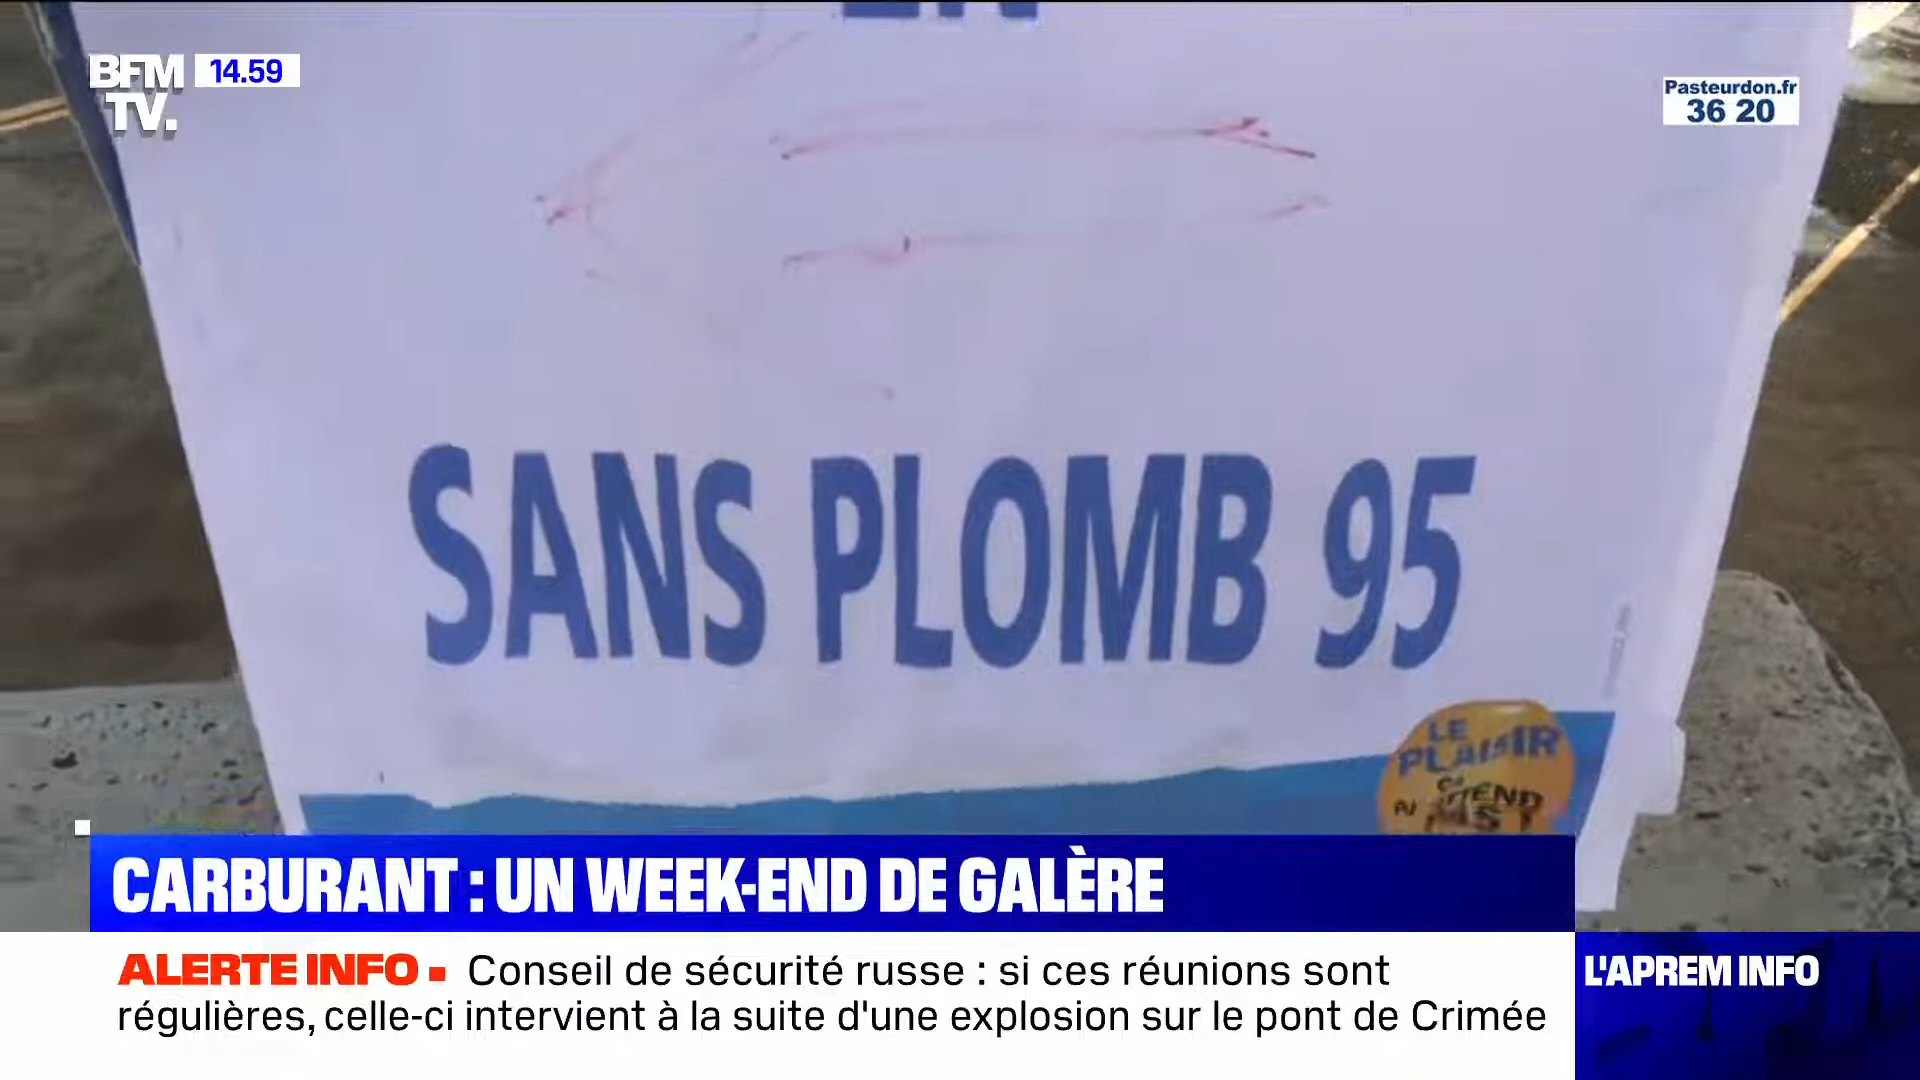 BFM
TV.
14.59
Pasteurdon.fr
36 20
SANS PLOMB 95
LE
PLAISIR
CARBURANT : UN WEEK-END DE GALÈRE
ALERTE INFO Conseil de sécurité russe : si ces réunions sont
régulières, celle-ci intervient à la suite d'une explosion sur le pont de Crimée
L'APREM INFO